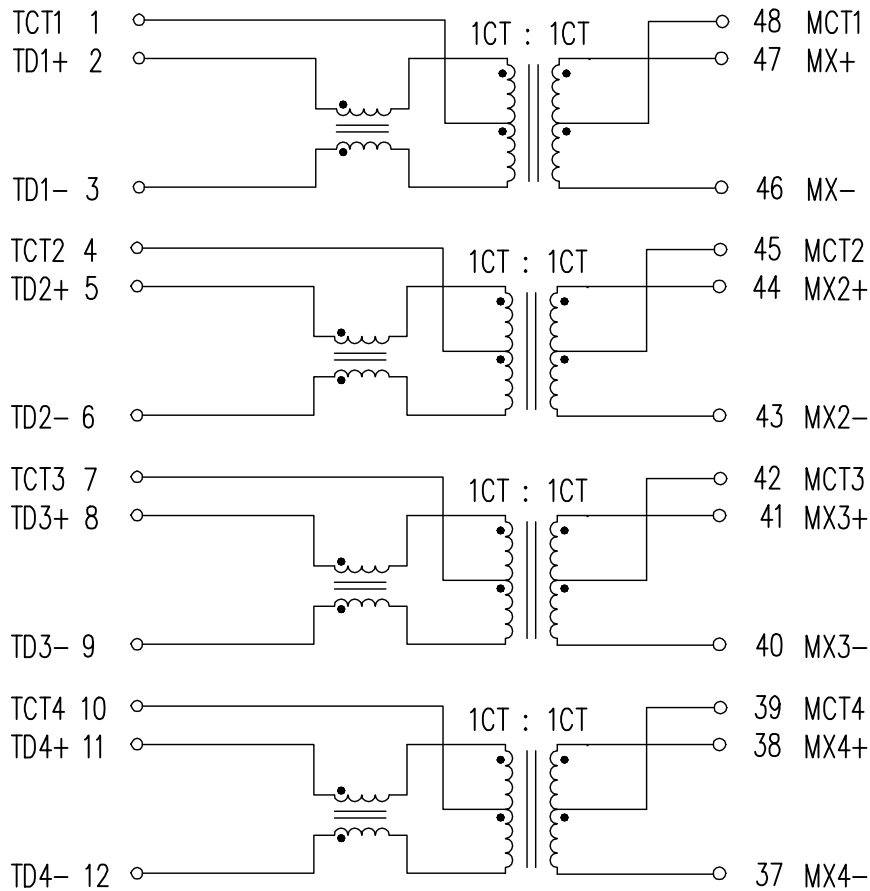 TCT1 1 1CT : 1CT 48 MCT1
TD1+ 2 47 MX+
TD1- 3 46 MX-
TCT2 4 1CT : 1CT 45 MCT2
TD2+ 5 44 MX2+
TD2- 6 43 MX2-
TCT3 7 1CT : 1CT 42 MCT3
TD3+ 8 41 MX3+
TD3- 9 40 MX3-
TCT4 10 1CT : 1CT 39 MCT4
TD4+ 11 38 MX4+
TD4- 12 37 MX4-